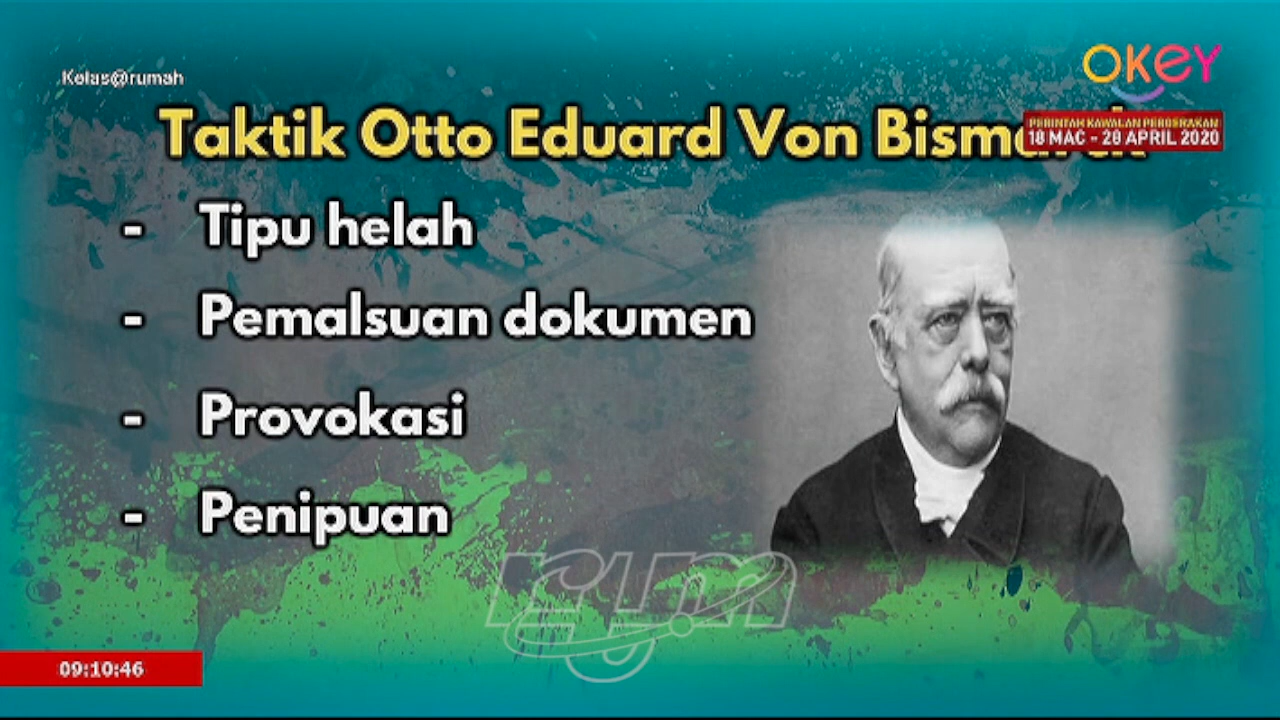 Kelas@rumah
OKEY
PERINTAH KAWALAN PERGERAKAN
18 MAC - 28 APRIL 2020
Taktik Otto Eduard Von Bismarck
- Tipu helah
- Pemalsuan dokumen
- Provokasi
- Penipuan
rtm
09:10:46